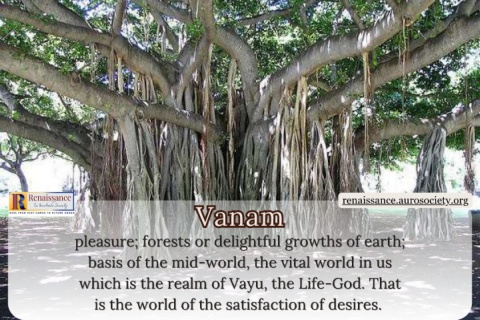 Renaissance
renaissance.aurosociety.org
Vanam
pleasure; forests or delightful growths of earth;
basis of the mid-world, the vital world in us
which is the realm of Vayu, the Life-God. That
is the world of the satisfaction of desires.